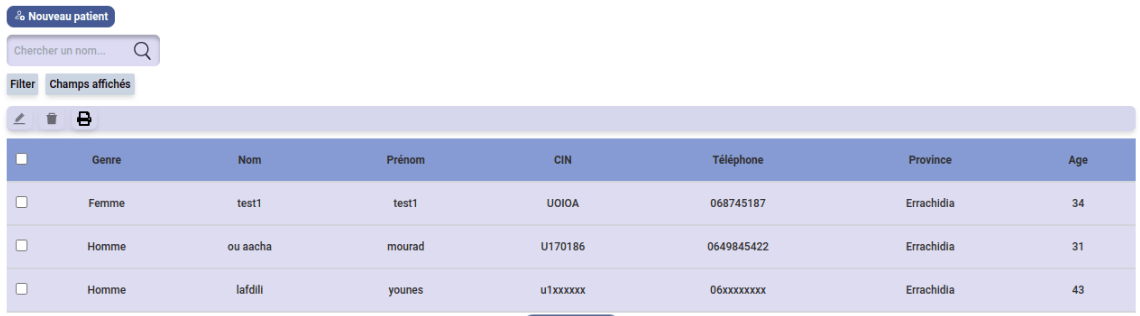 Nouveau patient
Chercher un nom...
Filter Champs affichés
Genre Nom Prénom CIN Téléphone Province Age
Femme test1 test1 UOIOA 068745187 Errachidia 34
Homme ou aacha mourad U170186 0649845422 Errachidia 31
Homme lafdili younes u1xxxxxx 06xxxxxxxx Errachidia 43